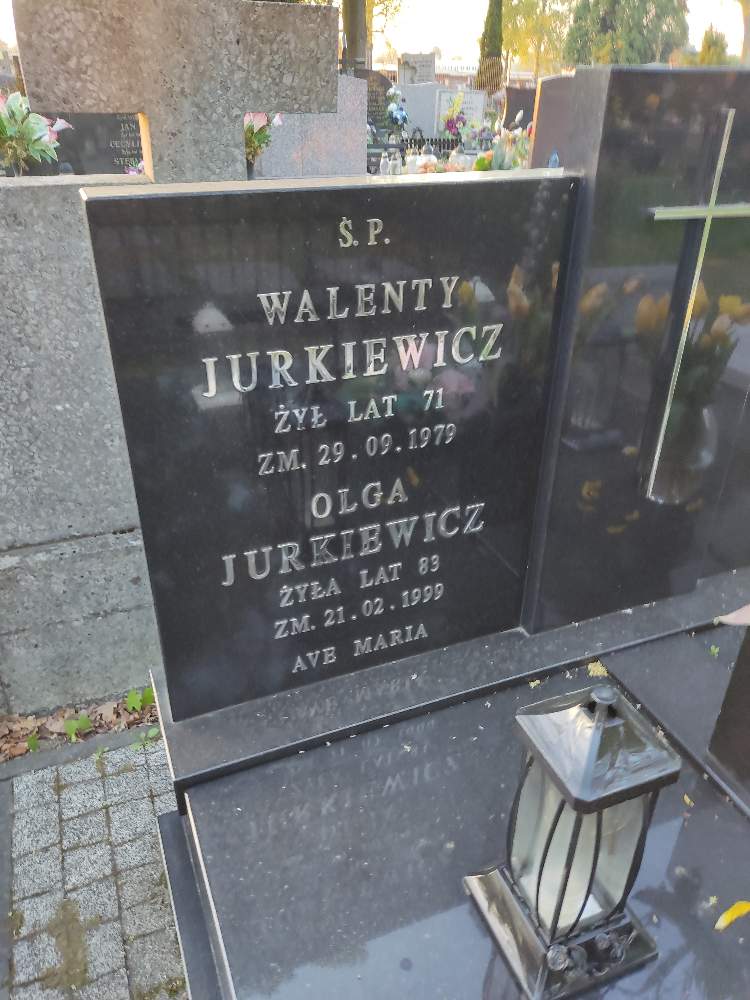 Ś. P.
WALENTY
JURKIEWICZ
ŻYŁ LAT 71
ZM. 29.09.1979
OLGA
JURKIEWICZ
ŻYŁA LAT 83
ZM. 21.02.1999
AVE MARIA
JAN